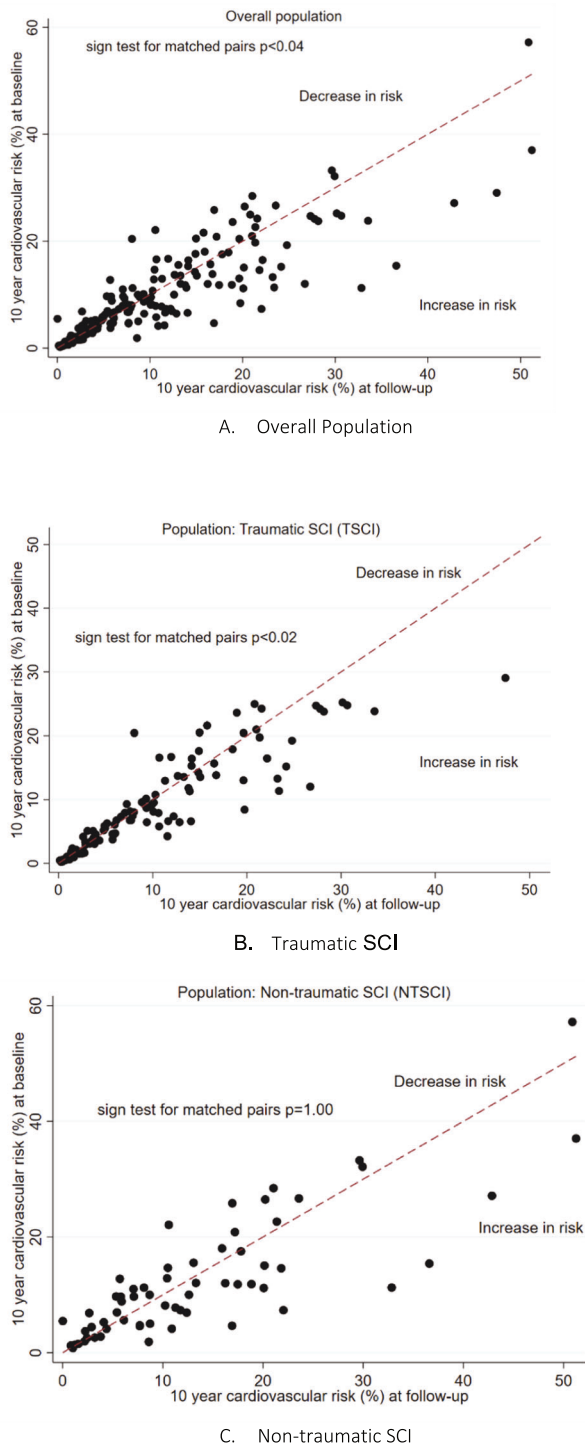 Overall population
sign test for matched pairs p<0.04
Decrease in risk
Increase in risk
10 year cardiovascular risk (%) at baseline
60
40
20
0
0 10 20 30 40 50
10 year cardiovascular risk (%) at follow-up
A. Overall Population
Population: Traumatic SCI (TSCI)
Decrease in risk
sign test for matched pairs p<0.02
Increase in risk
10 year cardiovascular risk (%) at baseline
50
40
30
20
10
0
0 10 20 30 40 50
10 year cardiovascular risk (%) at follow-up
B. Traumatic SCI
Population: Non-traumatic SCI (NTSCI)
Decrease in risk
sign test for matched pairs p=1.00
Increase in risk
10 year cardiovascular risk (%) at baseline
60
40
20
0
0 10 20 30 40 50
10 year cardiovascular risk (%) at follow-up
C. Non-traumatic SCI